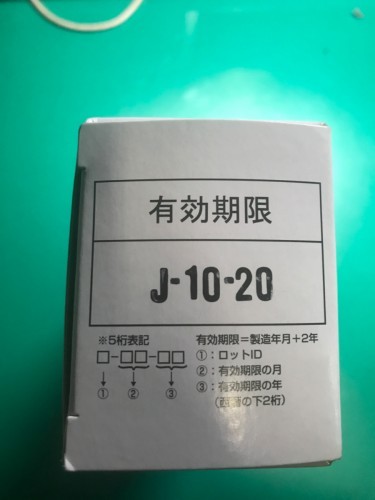 有効期限
J-10-20
※5桁表記
□-□□-□□
① ② ③
有効期限=製造年月+2年
①:ロットID
②:有効期限の月
③:有効期限の年
(西暦の下2桁)